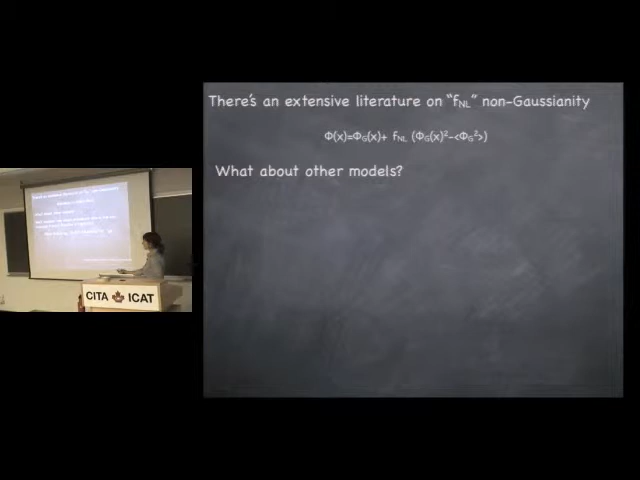 There's an extensive literature on "fNL" non-Gaussianity
Φ(x)=ΦG(x)+ fNL (ΦG(x)²-<ΦG²>)
What about other models?
CITA ICAT